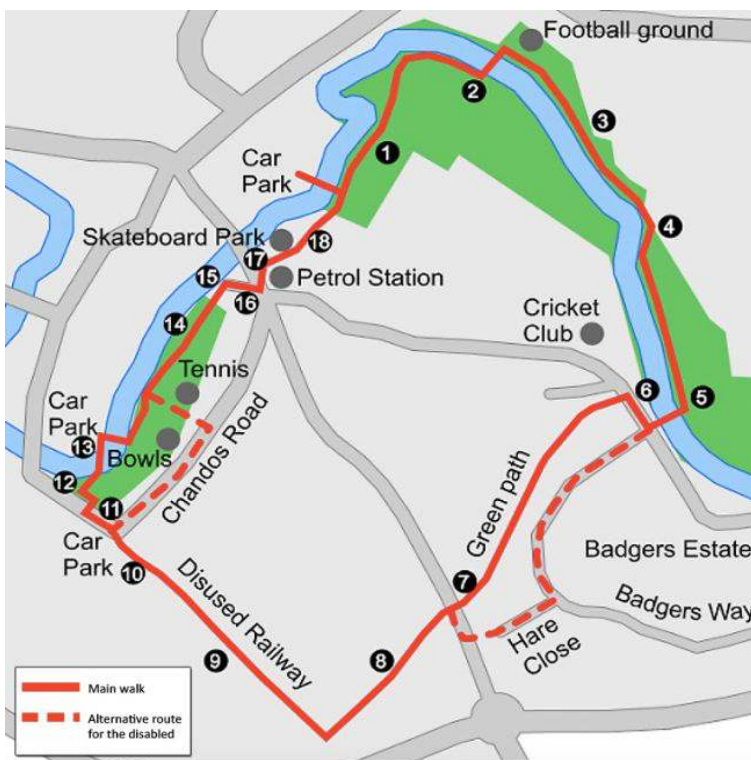 Football ground
2
3
1
Car
Park
4
Skateboard Park
18
17
15
Petrol Station
16
14
Cricket
Club
Tennis
6
5
Car
Park
13
Bowls
Chandos Road
12
11
Green path
Car
Park
10
Badgers Estate
7
Badgers Way
Disused Railway
Hare
Close
9
8
Main walk
Alternative route
for the disabled